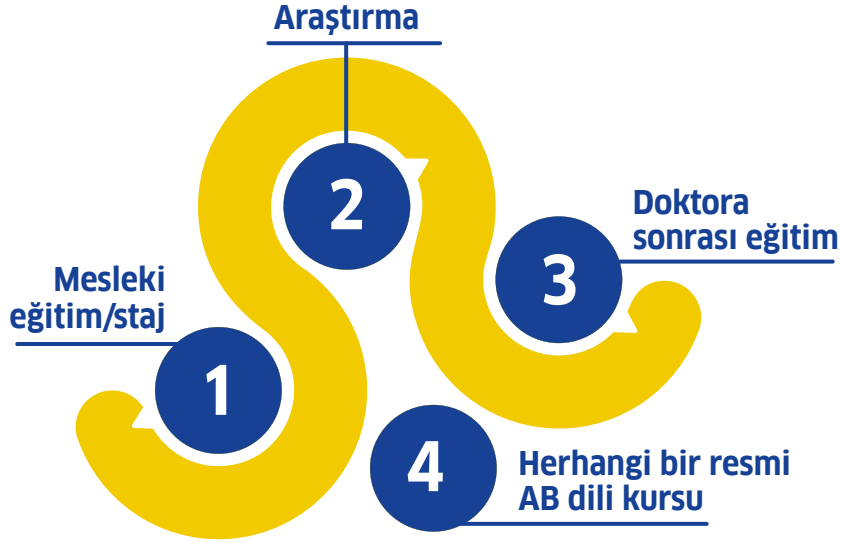 Araştırma
2
Doktora
sonrası eğitim
3
Mesleki
eğitim/staj
1
4
Herhangi bir resmi
AB dili kursu